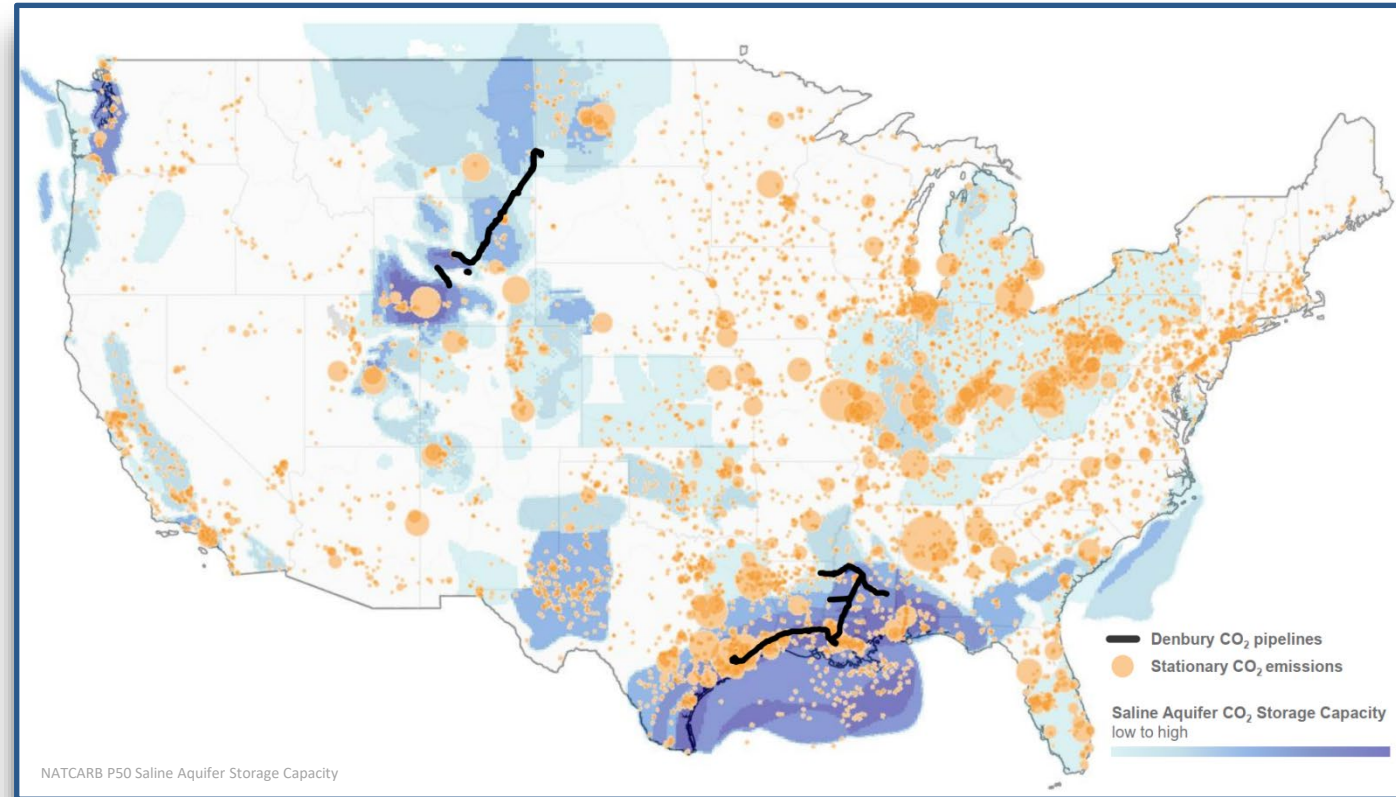 Denbury CO₂ pipelines
Stationary CO₂ emissions
Saline Aquifer CO₂ Storage Capacity
low to high
NATCARB P50 Saline Aquifer Storage Capacity